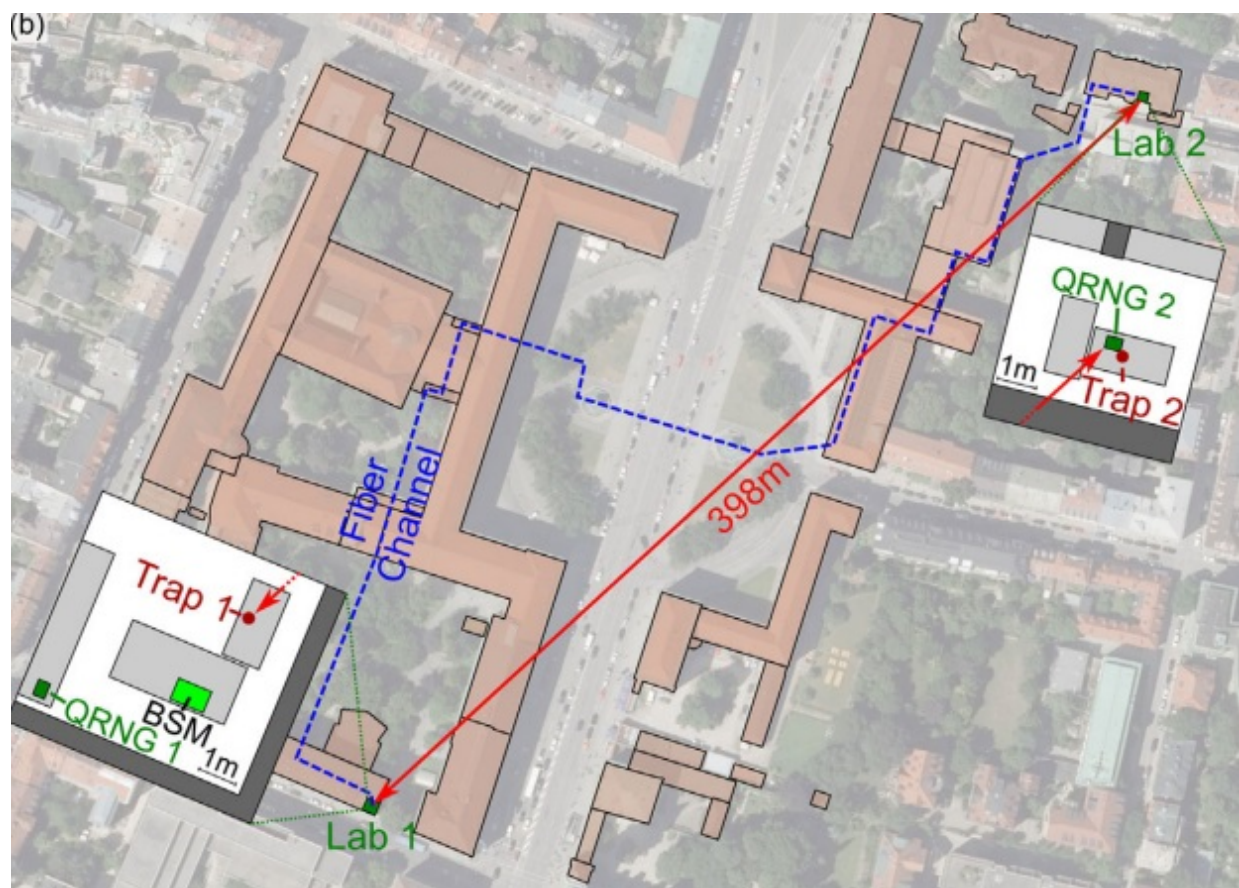 (b)
Lab 2
QRNG 2
1m
Trap 2
398m
Fiber
Channel
Trap 1
BSM
QRNG 1
1m
Lab 1